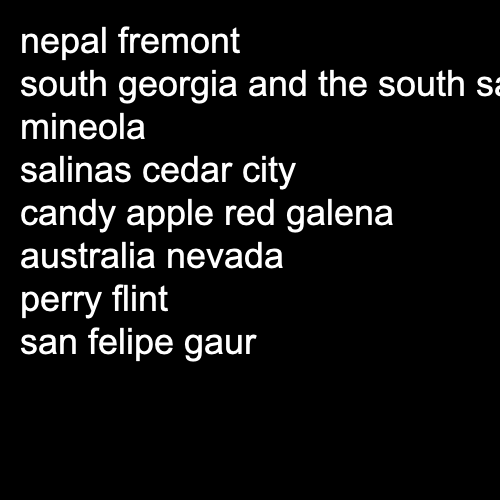 nepal fremont
south georgia and the south
mineola
salinas cedar city
candy apple red galena
australia nevada
perry flint
san felipe gaur